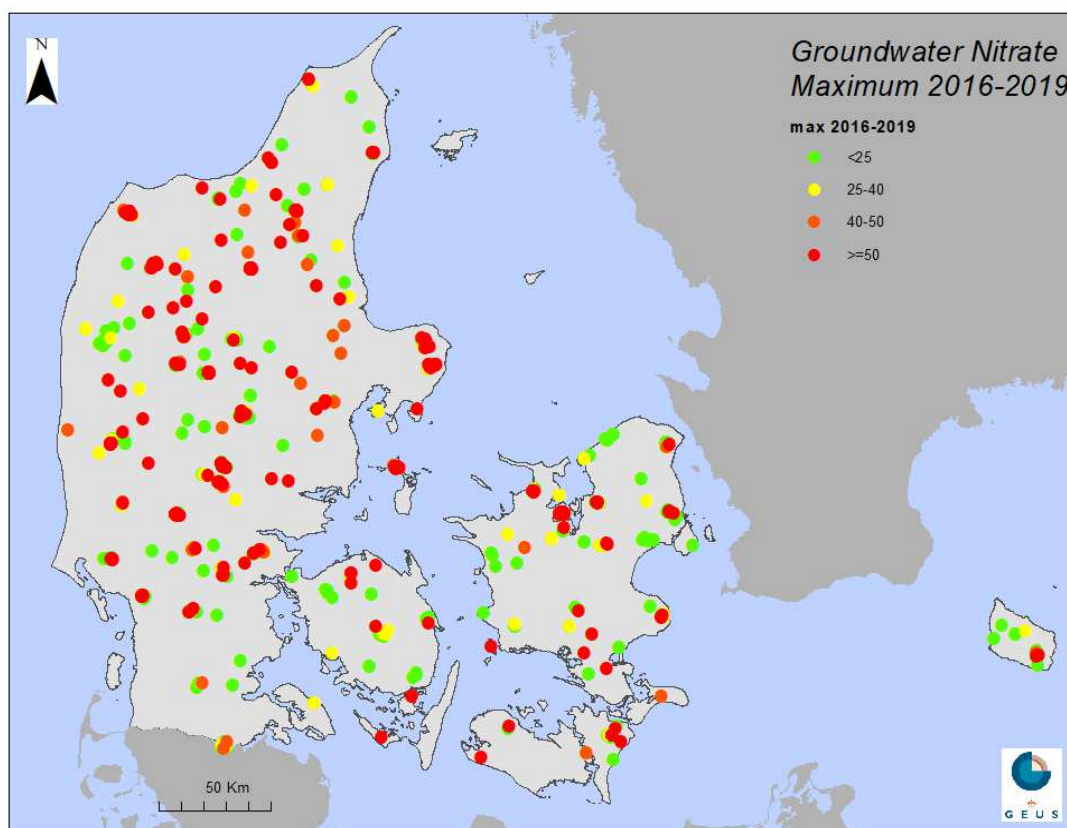 N
Groundwater Nitrate
Maximum 2016-2019
max 2016-2019
<25
25-40
40-50
>=50
50 Km
GEUS